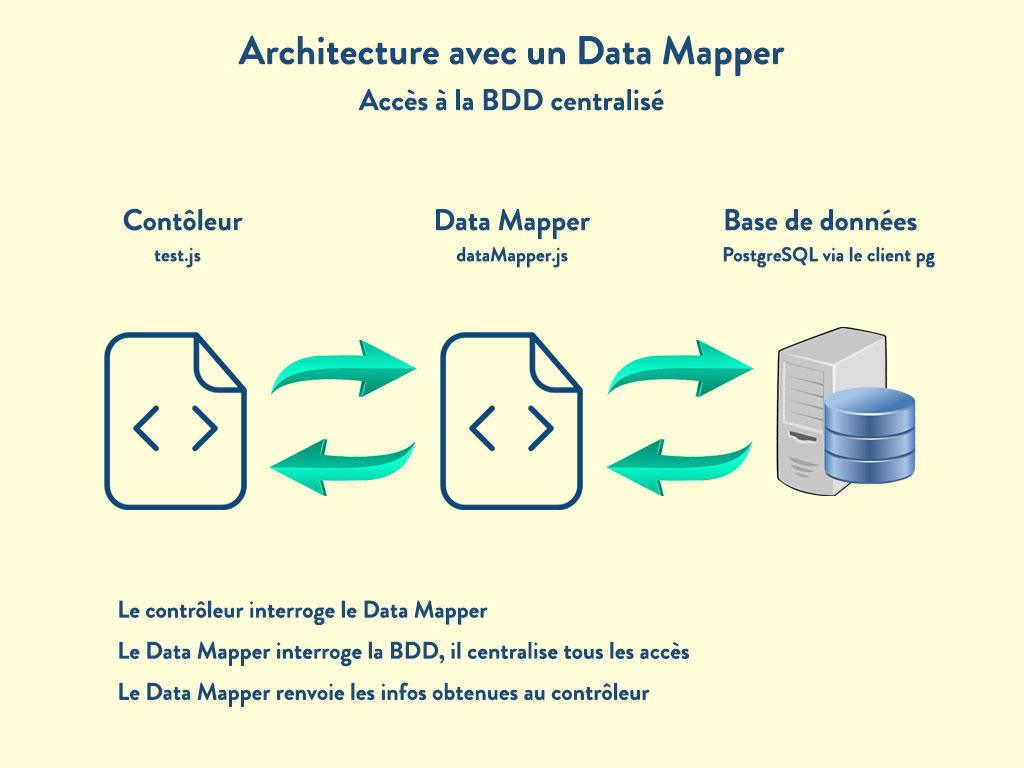 Architecture avec un Data Mapper
Accès à la BDD centralisé
Contôleur
test.js
Data Mapper
dataMapper.js
Base de données
PostgreSQL via le client pg
Le contrôleur interroge le Data Mapper
Le Data Mapper interroge la BDD, il centralise tous les accès
Le Data Mapper renvoie les infos obtenues au contrôleur